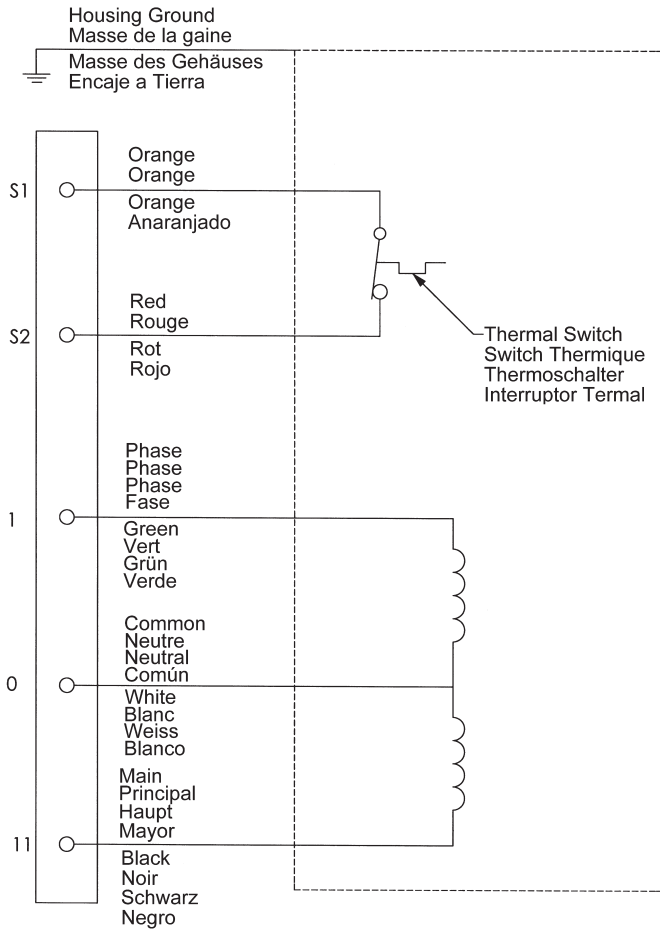 Housing Ground
Masse de la gaine
Masse des Gehäuses
Encaje a Tierra
S1
Orange
Orange
Orange
Anaranjado
S2
Red
Rouge
Rot
Rojo
Thermal Switch
Switch Thermique
Thermoschalter
Interruptor Termal
1
Phase
Phase
Phase
Fase
Green
Vert
Grün
Verde
0
Common
Neutre
Neutral
Común
White
Blanc
Weiss
Blanco
11
Main
Principal
Haupt
Mayor
Black
Noir
Schwarz
Negro